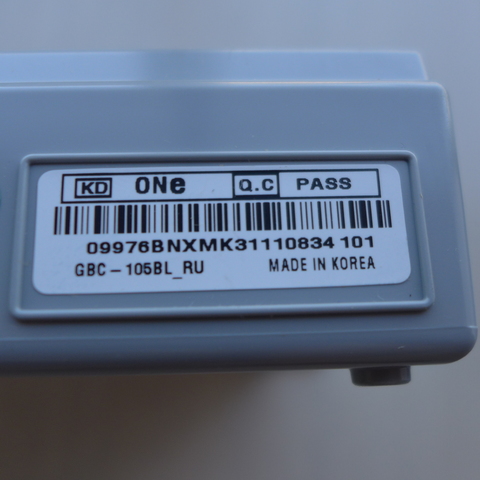 KD ONe Q.C PASS
09976BNXMK31110834 101
GBC-105BL_RU MADE IN KOREA